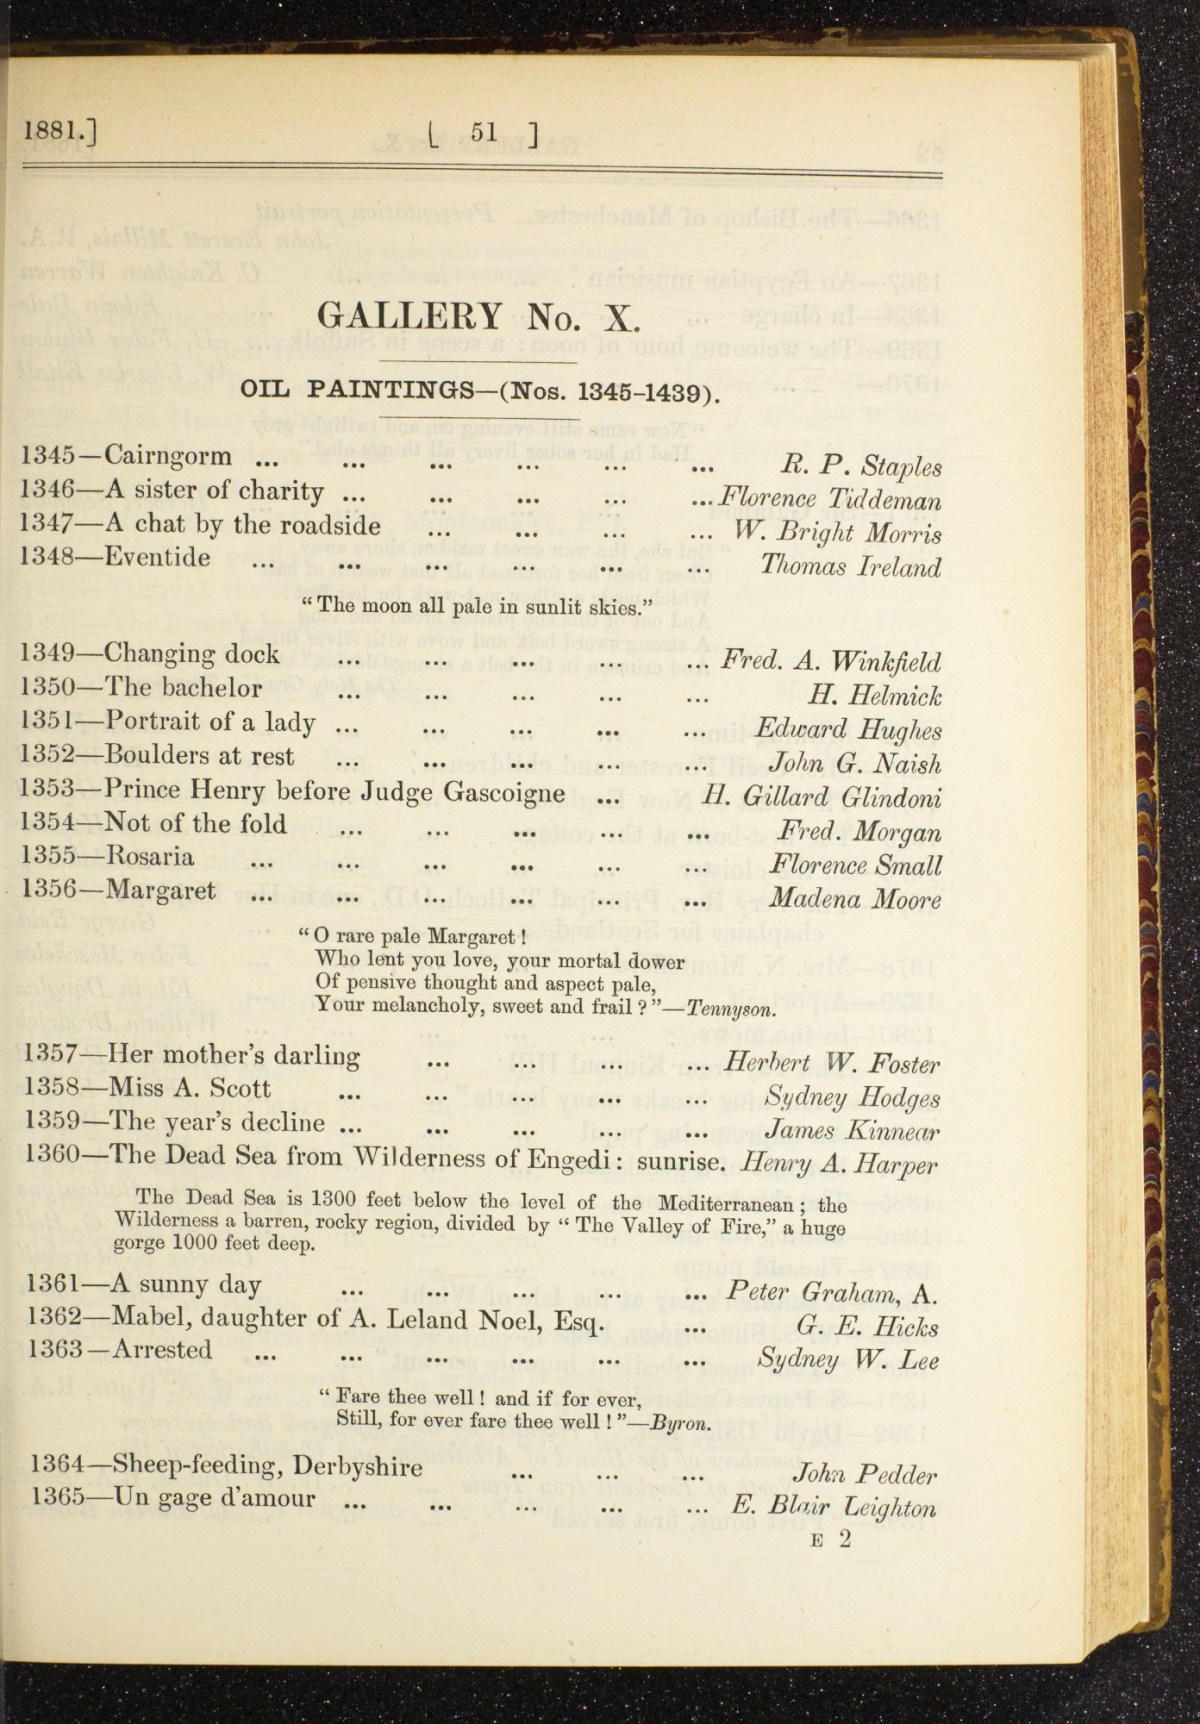 1881.] [ 51 ]
GALLERY No. X.
OIL PAINTINGS—(Nos. 1345-1439).
1345—Cairngorm ... ... ... ... ... ... R. P. Staples
1346—A sister of charity ... ... ... ... ... Florence Tiddeman
1347—A chat by the roadside ... ... ... ... W. Bright Morris
1348—Eventide ... ... ... ... ... ... Thomas Ireland
“The moon all pale in sunlit skies.”
1349—Changing dock ... ... ... ... ... Fred. A. Winkfield
1350—The bachelor ... ... ... ... ... H. Helmick
1351—Portrait of a lady ... ... ... ... ... Edward Hughes
1352—Boulders at rest ... ... ... ... ... John G. Naish
1353—Prince Henry before Judge Gascoigne ... H. Gillard Glindoni
1354—Not of the fold ... ... ... ... ... Fred. Morgan
1355—Rosaria ... ... ... ... ... ... Florence Small
1356—Margaret ... ... ... ... ... ... Madena Moore
“O rare pale Margaret!
Who lent you love, your mortal dower
Of pensive thought and aspect pale,
Your melancholy, sweet and frail?”—Tennyson.
1357—Her mother's darling ... ... ... ... Herbert W. Foster
1358—Miss A. Scott ... ... ... ... ... Sydney Hodges
1359—The year's decline ... ... ... ... ... James Kinnear
1360—The Dead Sea from Wilderness of Engedi: sunrise. Henry A. Harper
The Dead Sea is 1300 feet below the level of the Mediterranean; the
Wilderness a barren, rocky region, divided by “The Valley of Fire,” a huge
gorge 1000 feet deep.
1361—A sunny day ... ... ... ... ... Peter Graham, A.
1362—Mabel, daughter of A. Leland Noel, Esq. ... G. E. Hicks
1363—Arrested ... ... ... ... ... ... Sydney W. Lee
“Fare thee well! and if for ever,
Still, for ever fare thee well!”—Byron.
1364—Sheep-feeding, Derbyshire ... ... ... John Pedder
1365—Un gage d'amour ... ... ... ... ... E. Blair Leighton
E 2